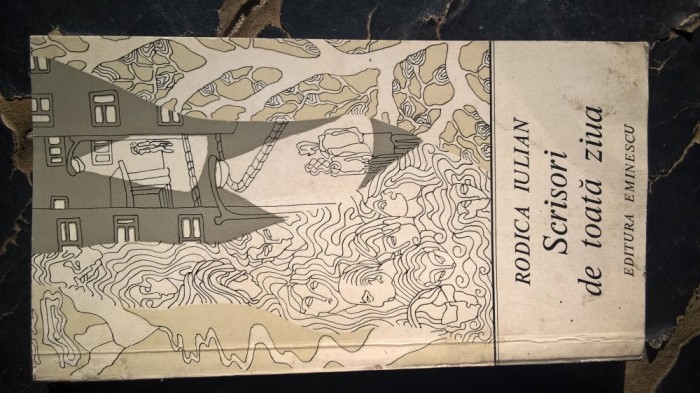 RODICA IULIAN
Scrisori
de toată ziua
EDITURA EMINESCU